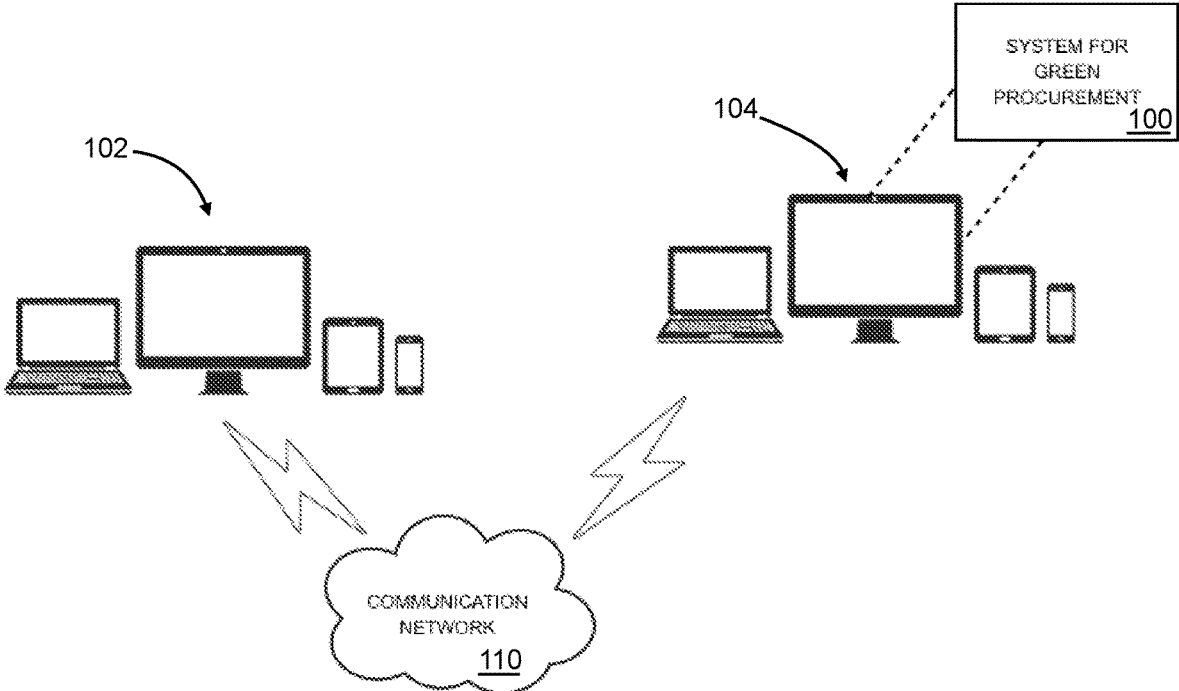 SYSTEM FOR
GREEN
PROCUREMENT
100
104
102
COMMUNICATION
NETWORK
110